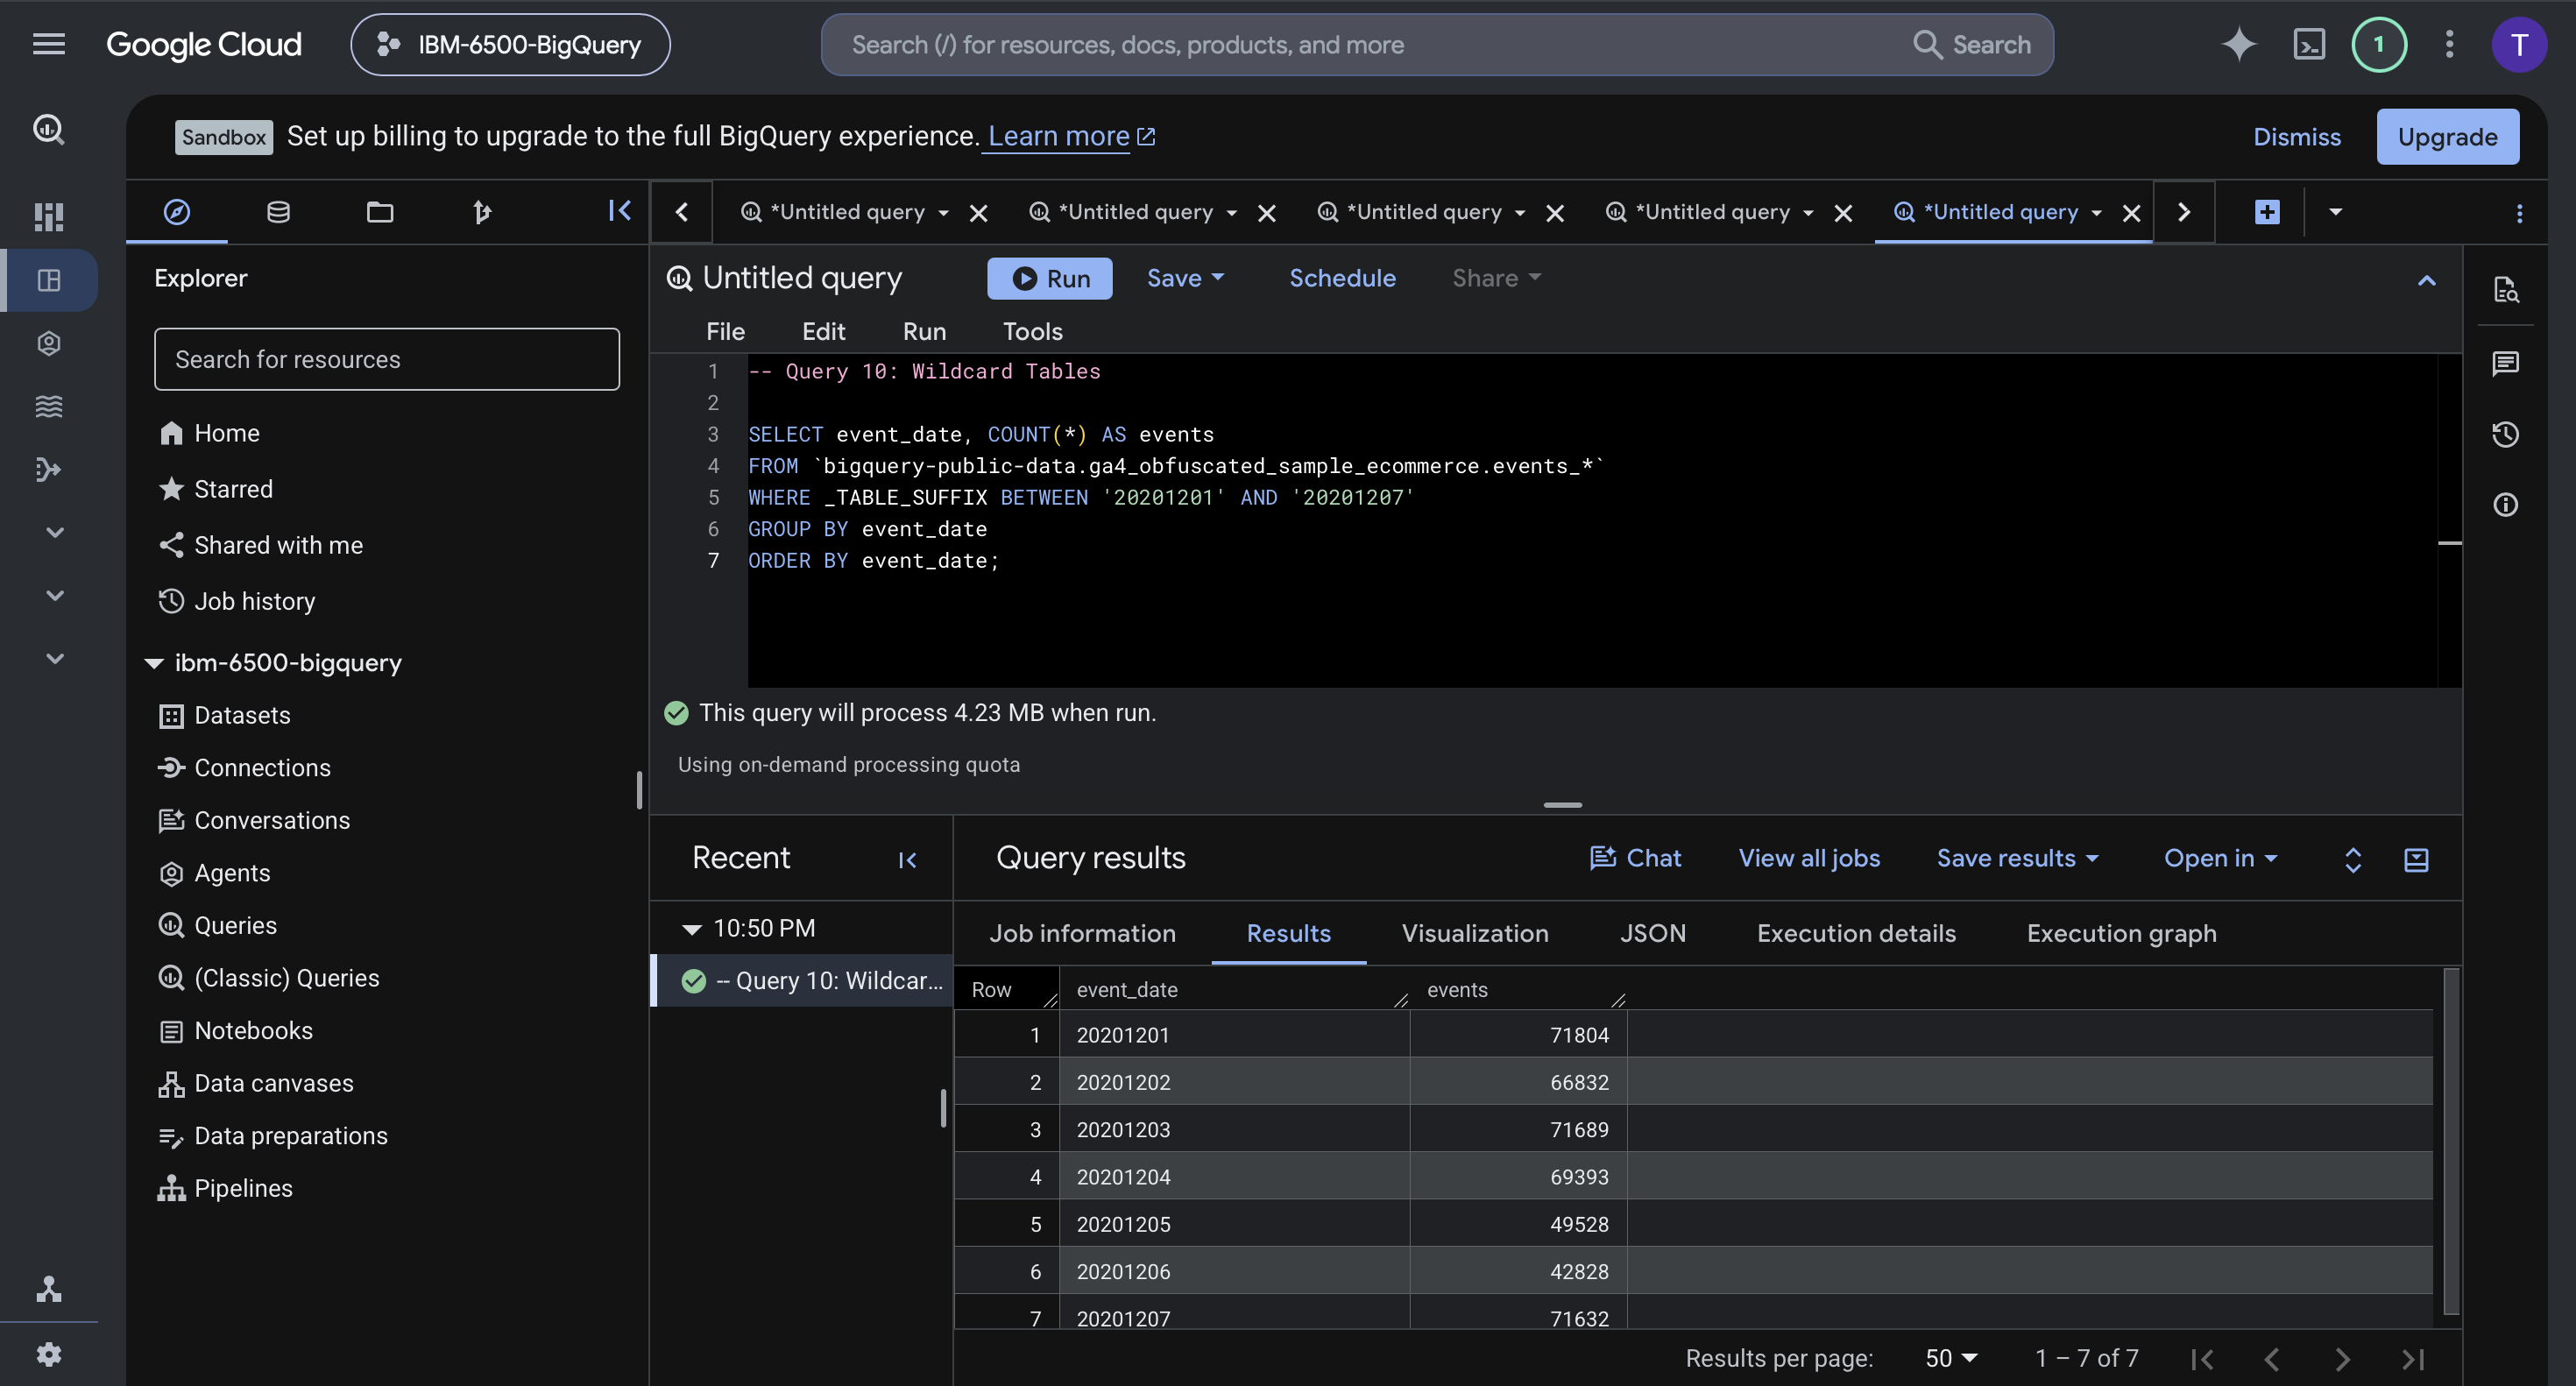 Google Cloud
IBM-6500-BigQuery
Search (/) for resources, docs, products, and more
Search
1
T
Sandbox
Set up billing to upgrade to the full BigQuery experience. Learn more
Dismiss
Upgrade
*Untitled query
*Untitled query
*Untitled query
*Untitled query
*Untitled query
Explorer
Search for resources
Home
Starred
Shared with me
Job history
ibm-6500-bigquery
Datasets
Connections
Conversations
Agents
Queries
(Classic) Queries
Notebooks
Data canvases
Data preparations
Pipelines
Untitled query
Run
Save
Schedule
Share
File Edit Run Tools
1 -- Query 10: Wildcard Tables
2
3 SELECT event_date, COUNT(*) AS events
4 FROM `bigquery-public-data.ga4_obfuscated_sample_ecommerce.events_*`
5 WHERE _TABLE_SUFFIX BETWEEN '20201201' AND '20201207'
6 GROUP BY event_date
7 ORDER BY event_date;
This query will process 4.23 MB when run.
Using on-demand processing quota
Recent
10:50 PM
-- Query 10: Wildcar...
Query results
Chat
View all jobs
Save results
Open in
Job information Results Visualization JSON Execution details Execution graph
Row event_date events
1 20201201 71804
2 20201202 66832
3 20201203 71689
4 20201204 69393
5 20201205 49528
6 20201206 42828
7 20201207 71632
Results per page: 50 1 – 7 of 7